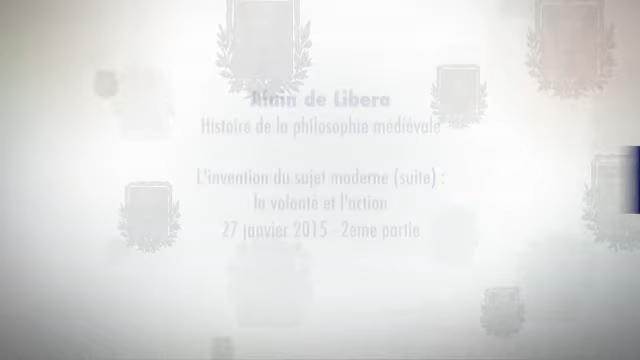 Alain de Libera
Histoire de la philosophie médiévale
L'invention du sujet moderne (suite) :
la volonté et l'action
27 janvier 2015 - 2ème partie